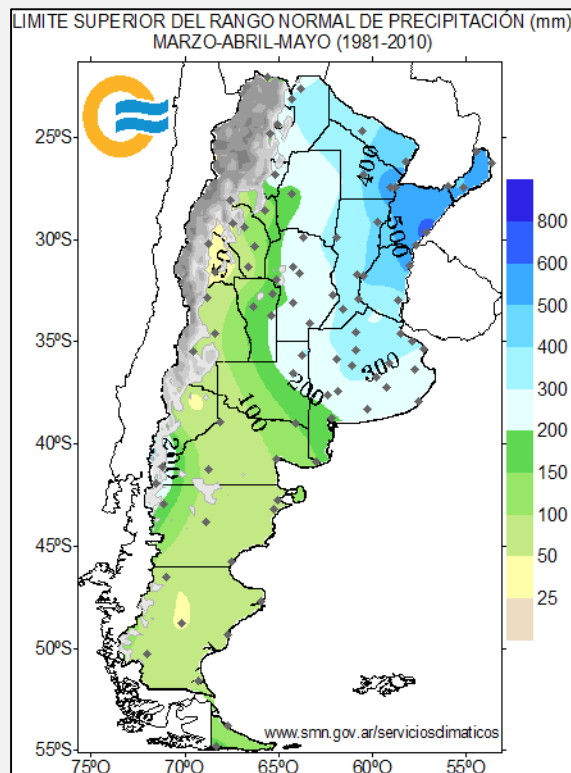 LIMITE SUPERIOR DEL RANGO NORMAL DE PRECIPITACIÓN (mm)
MARZO-ABRIL-MAYO (1981-2010)
25ºS
30ºS
35ºS
40ºS
45ºS
50ºS
55ºS
75ºO
70ºO
65ºO
60ºO
55ºO
400
500
50
300
200
100
200
800
600
500
400
300
200
150
100
50
25
www.smn.gov.ar/serviciosdimaticos